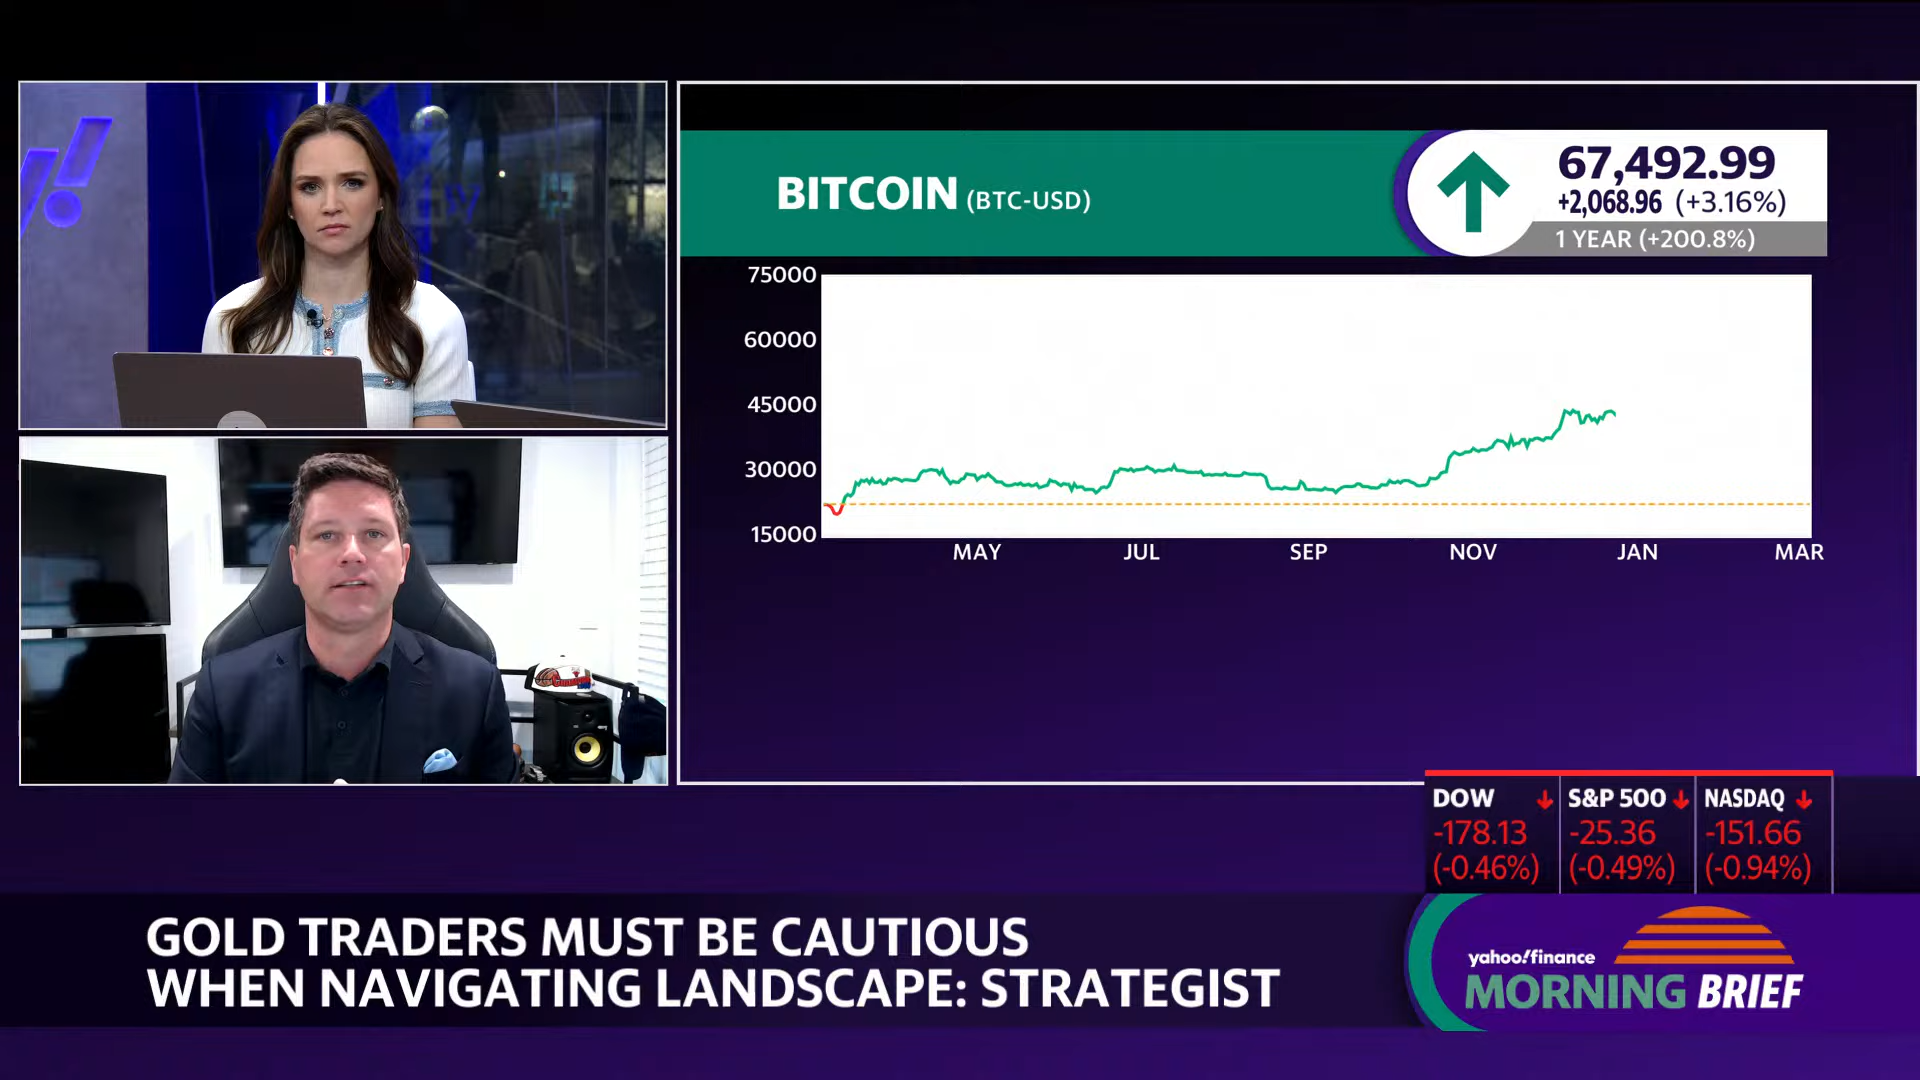 BITCOIN (BTC-USD)
67,492.99
+2,068.96 (+3.16%)
1 YEAR (+200.8%)
75000
60000
45000
30000
15000
MAY JUL SEP NOV JAN MAR
DOW
-178.13
(-0.46%)
S&P 500
-25.36
(-0.49%)
NASDAQ
-151.66
(-0.94%)
GOLD TRADERS MUST BE CAUTIOUS
WHEN NAVIGATING LANDSCAPE: STRATEGIST
yahoo!finance
MORNING BRIEF